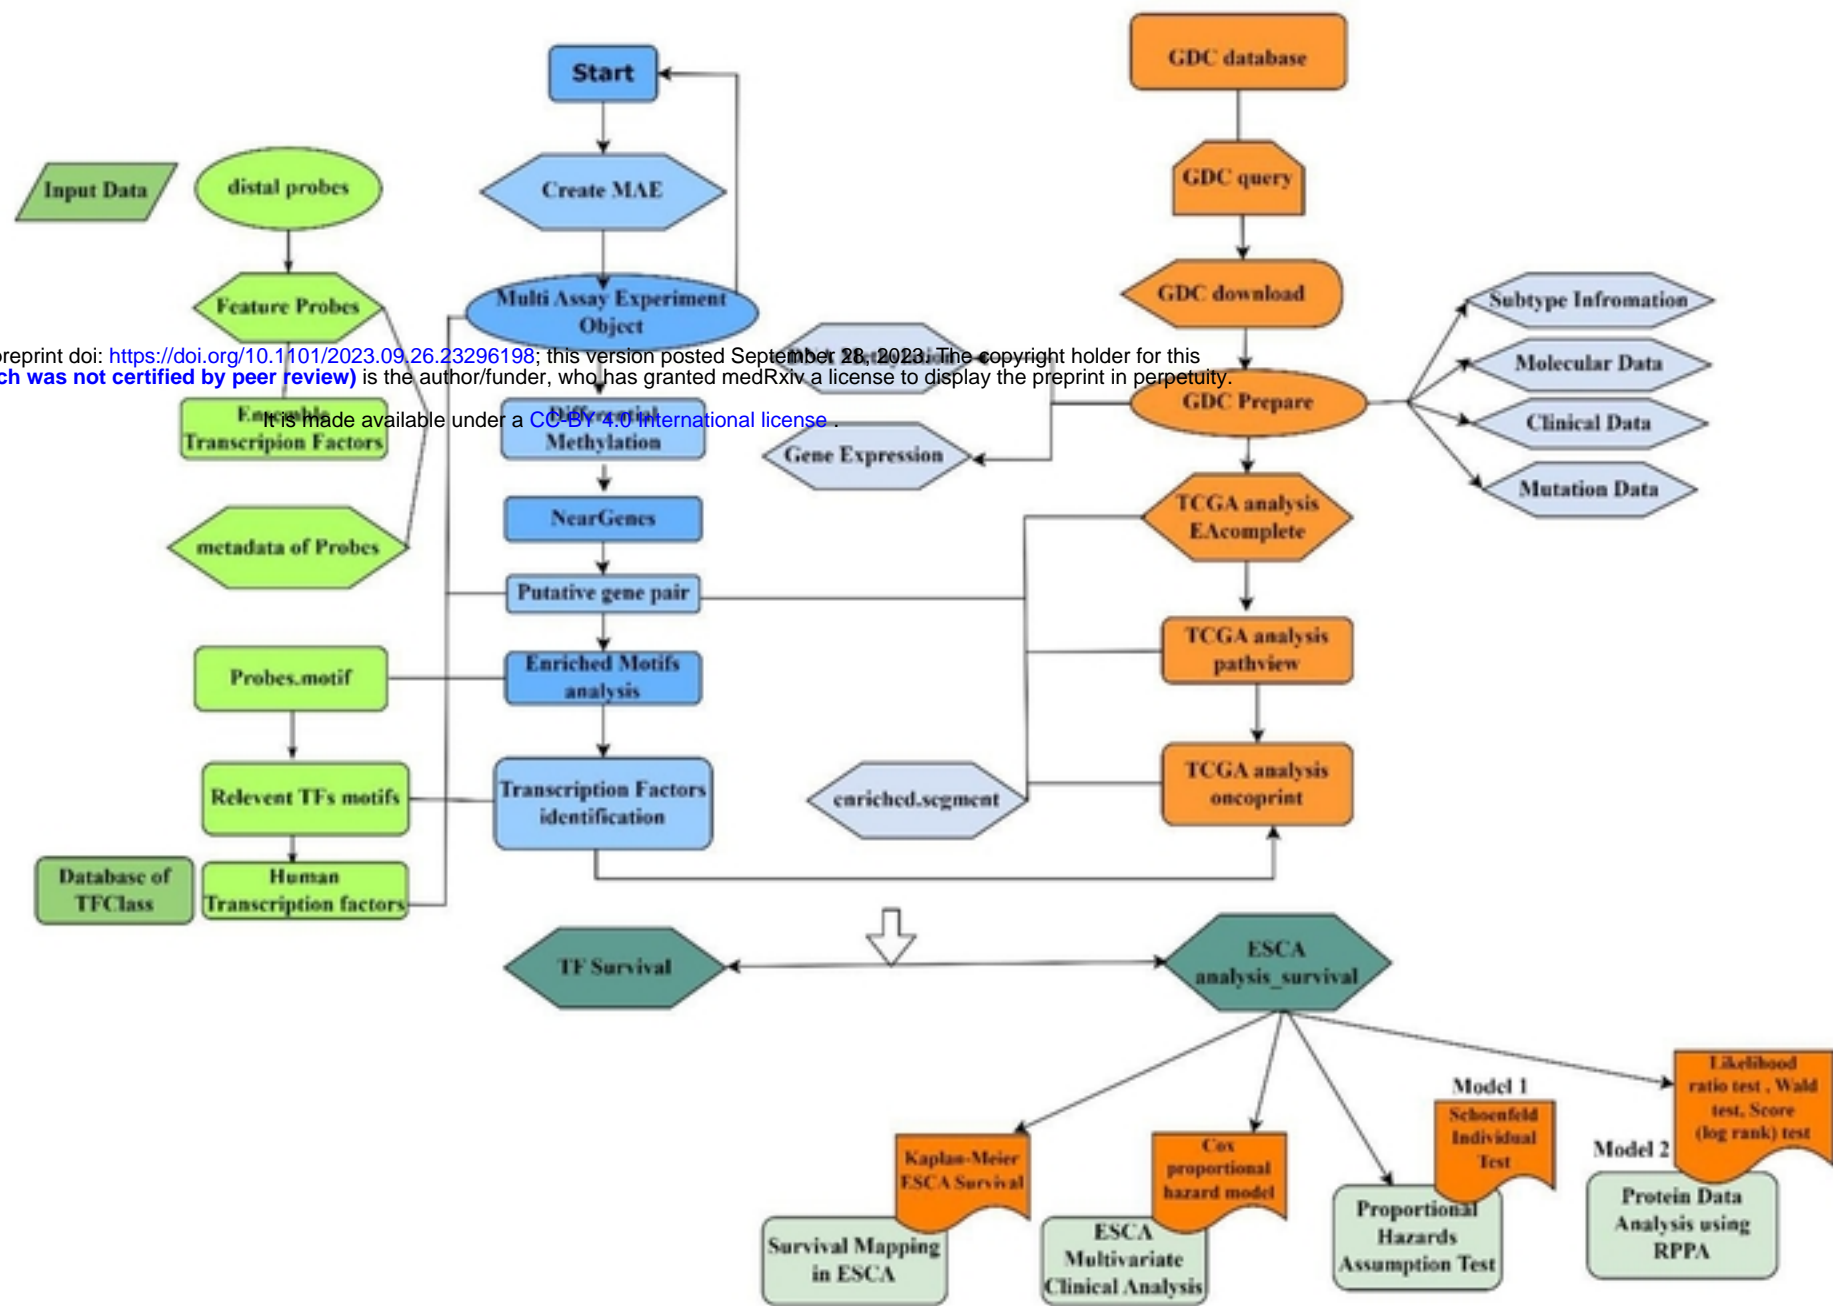 GDC database
Start
GDC query
Input Data
distal probes
Create MAE
GDC download
Feature Probes
Multi Assay Experiment
Object
Subtype Infromation
preprint doi: https://doi.org/10.1101/2023.09.26.23296198; this version posted September 28, 2023. The copyright holder for this
ch was not certified by peer review) is the author/funder, who has granted medRxiv a license to display the preprint in perpetuity.
It is made available under a CC-BY 4.0 International license .
Molecular Data
GDC Prepare
Ensemble
Transcripion Factors
Differential
Methylation
Clinical Data
Gene Expression
Mutation Data
NearGenes
TCGA analysis
EAcomplete
metadata of Probes
Putative gene pair
TCGA analysis
pathview
Probes.motif
Enriched Motifs
analysis
Relevent TFs motifs
Transcription Factors
identification
enriched.segment
TCGA analysis
oncoprint
Database of
TFClass
Human
Transcription factors
TF Survival
ESCA
analysis_survival
Kaplan-Meier
ESCA Survival
Cox
proportional
hazard model
Model 1
Schoenfeld
Individual
Test
Likelihood
ratio test , Wald
test, Score
(log rank) test
Model 2
Survival Mapping
in ESCA
ESCA
Multivariate
Clinical Analysis
Proportional
Hazards
Assumption Test
Protein Data
Analysis using
RPPA